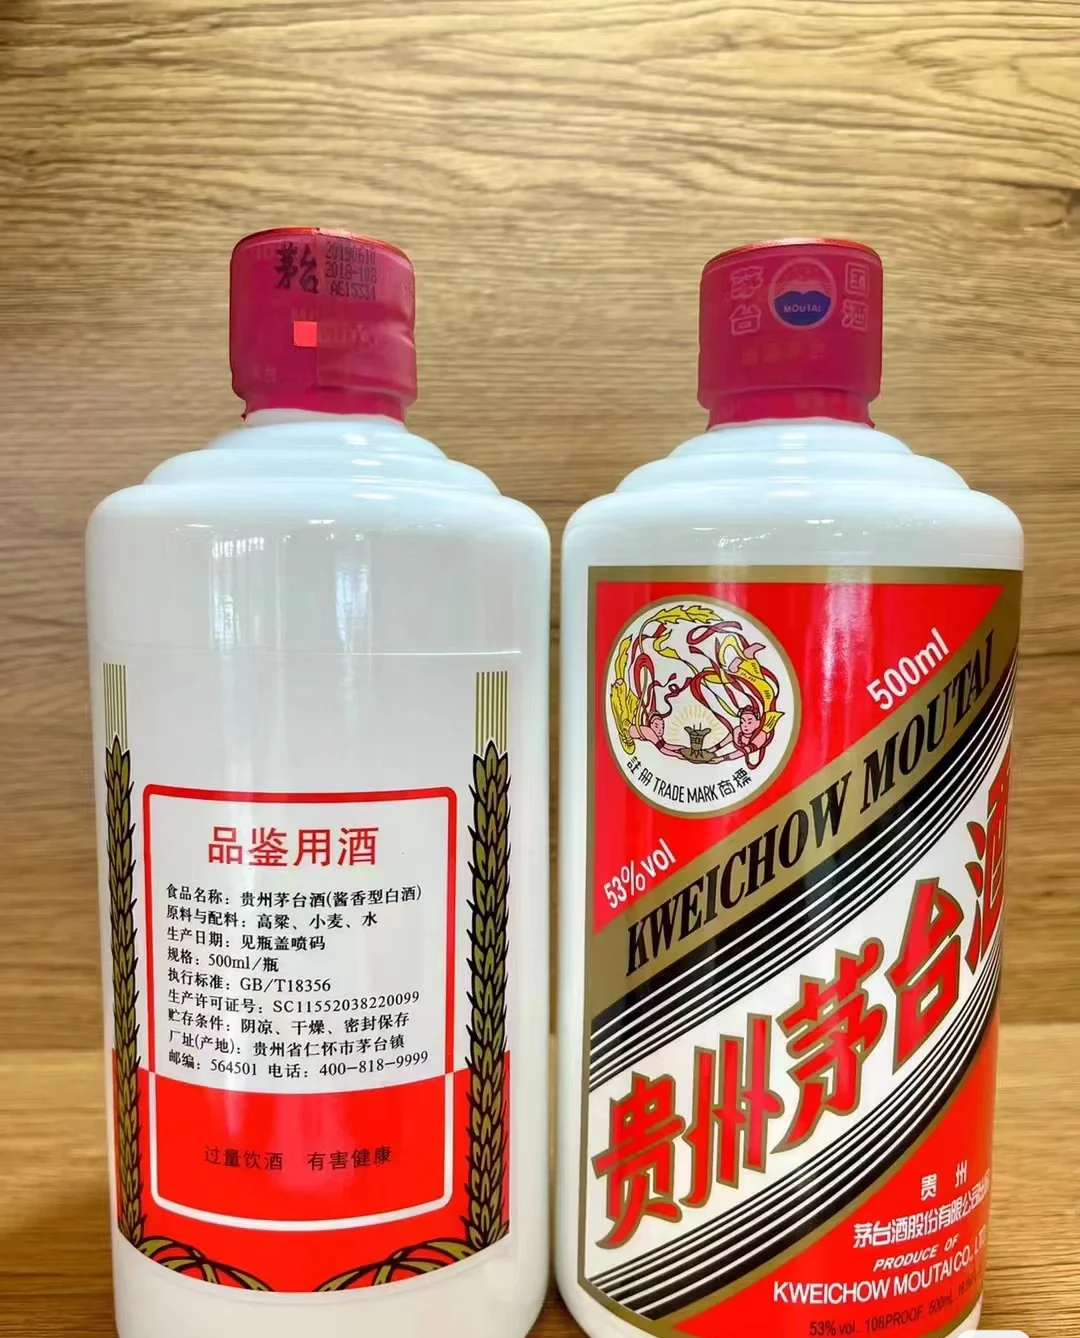 茅台
20190610
2018-108
AE15334
品鉴用酒
食品名称：贵州茅台酒(酱香型白酒)
原料与配料：高粱、小麦、水
生产日期：见瓶盖喷码
规格：500ml/瓶
执行标准：GB/T18356
生产许可证号：SC11552038220099
贮存条件：阴凉、干燥、密封保存
厂址(产地)：贵州省仁怀市茅台镇
邮编：564501 电话：400-818-9999
过量饮酒 有害健康
茅台
MOUTAI
国酒
註册 TRADE MARK 商標
500ml
53%vol
KWEICHOW MOUTAI
贵州茅台酒
贵州
茅台酒股份有限公司出
PRODUCE OF
KWEICHOW MOUTAI CO., LTD
53% vol. 106PROOF. 500mL.